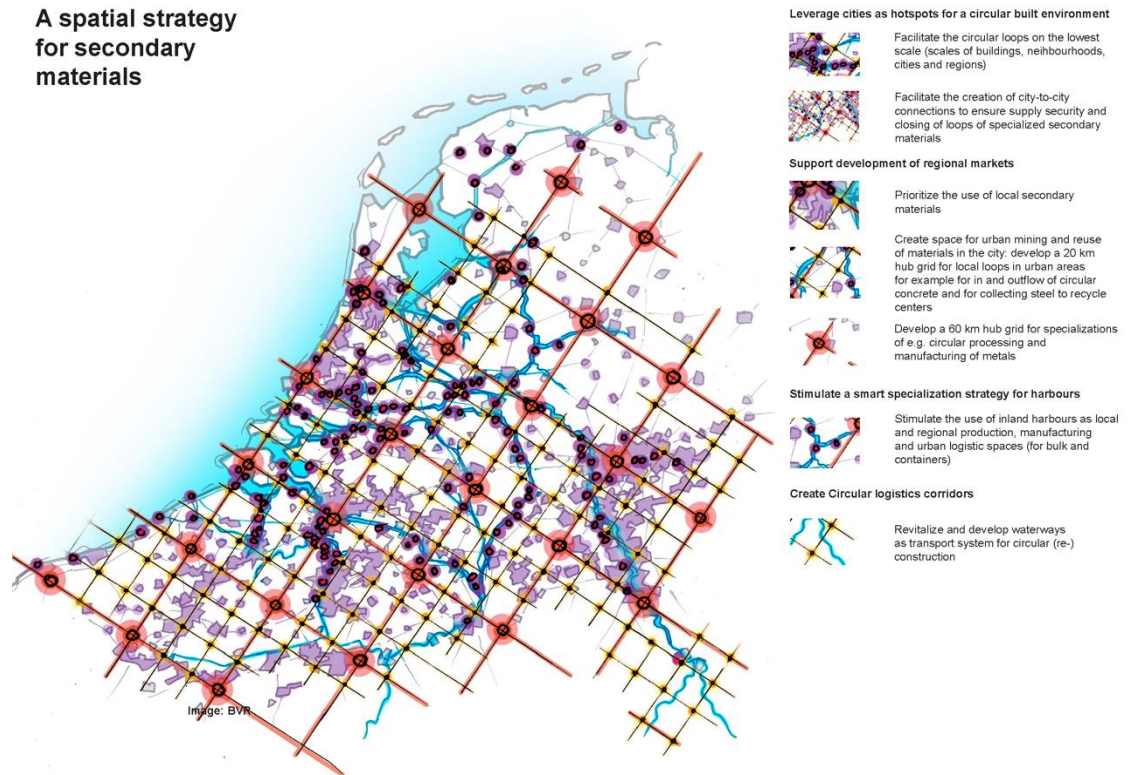 A spatial strategy
for secondary
materials
Leverage cities as hotspots for a circular built environment
Facilitate the circular loops on the lowest
scale (scales of buildings, neihbourhoods,
cities and regions)
Facilitate the creation of city-to-city
connections to ensure supply security and
closing of loops of specialized secondary
materials
Support development of regional markets
Prioritize the use of local secondary
materials
Create space for urban mining and reuse
of materials in the city: develop a 20 km
hub grid for local loops in urban areas
for example for in and outflow of circular
concrete and for collecting steel to recycle
centers
Develop a 60 km hub grid for specializations
of e.g. circular processing and
manufacturing of metals
Stimulate a smart specialization strategy for harbours
Stimulate the use of inland harbours as local
and regional production, manufacturing
and urban logistic spaces (for bulk and
containers)
Create Circular logistics corridors
Revitalize and develop waterways
as transport system for circular (re-)
construction
Image: BVR